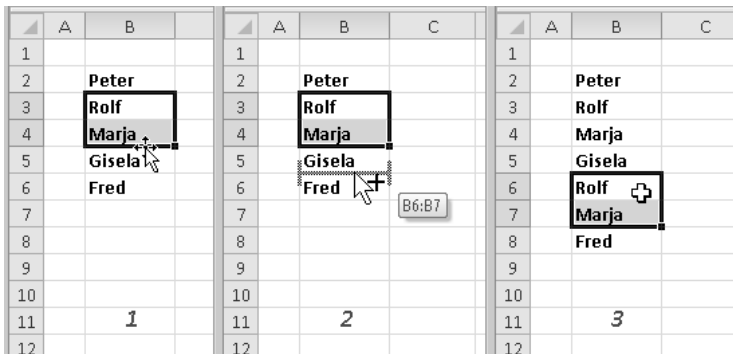 A B A B C A B C
1 1 1
2 Peter 2 Peter 2 Peter
3 Rolf 3 Rolf 3 Rolf
4 Marja 4 Marja 4 Marja
5 Gisela 5 Gisela 5 Gisela
6 Fred 6 Fred 6 Rolf
7 7 B6:B7 7 Marja
8 8 8 Fred
9 9 9
10 10 10
11 1 11 2 11 3
12 12 12